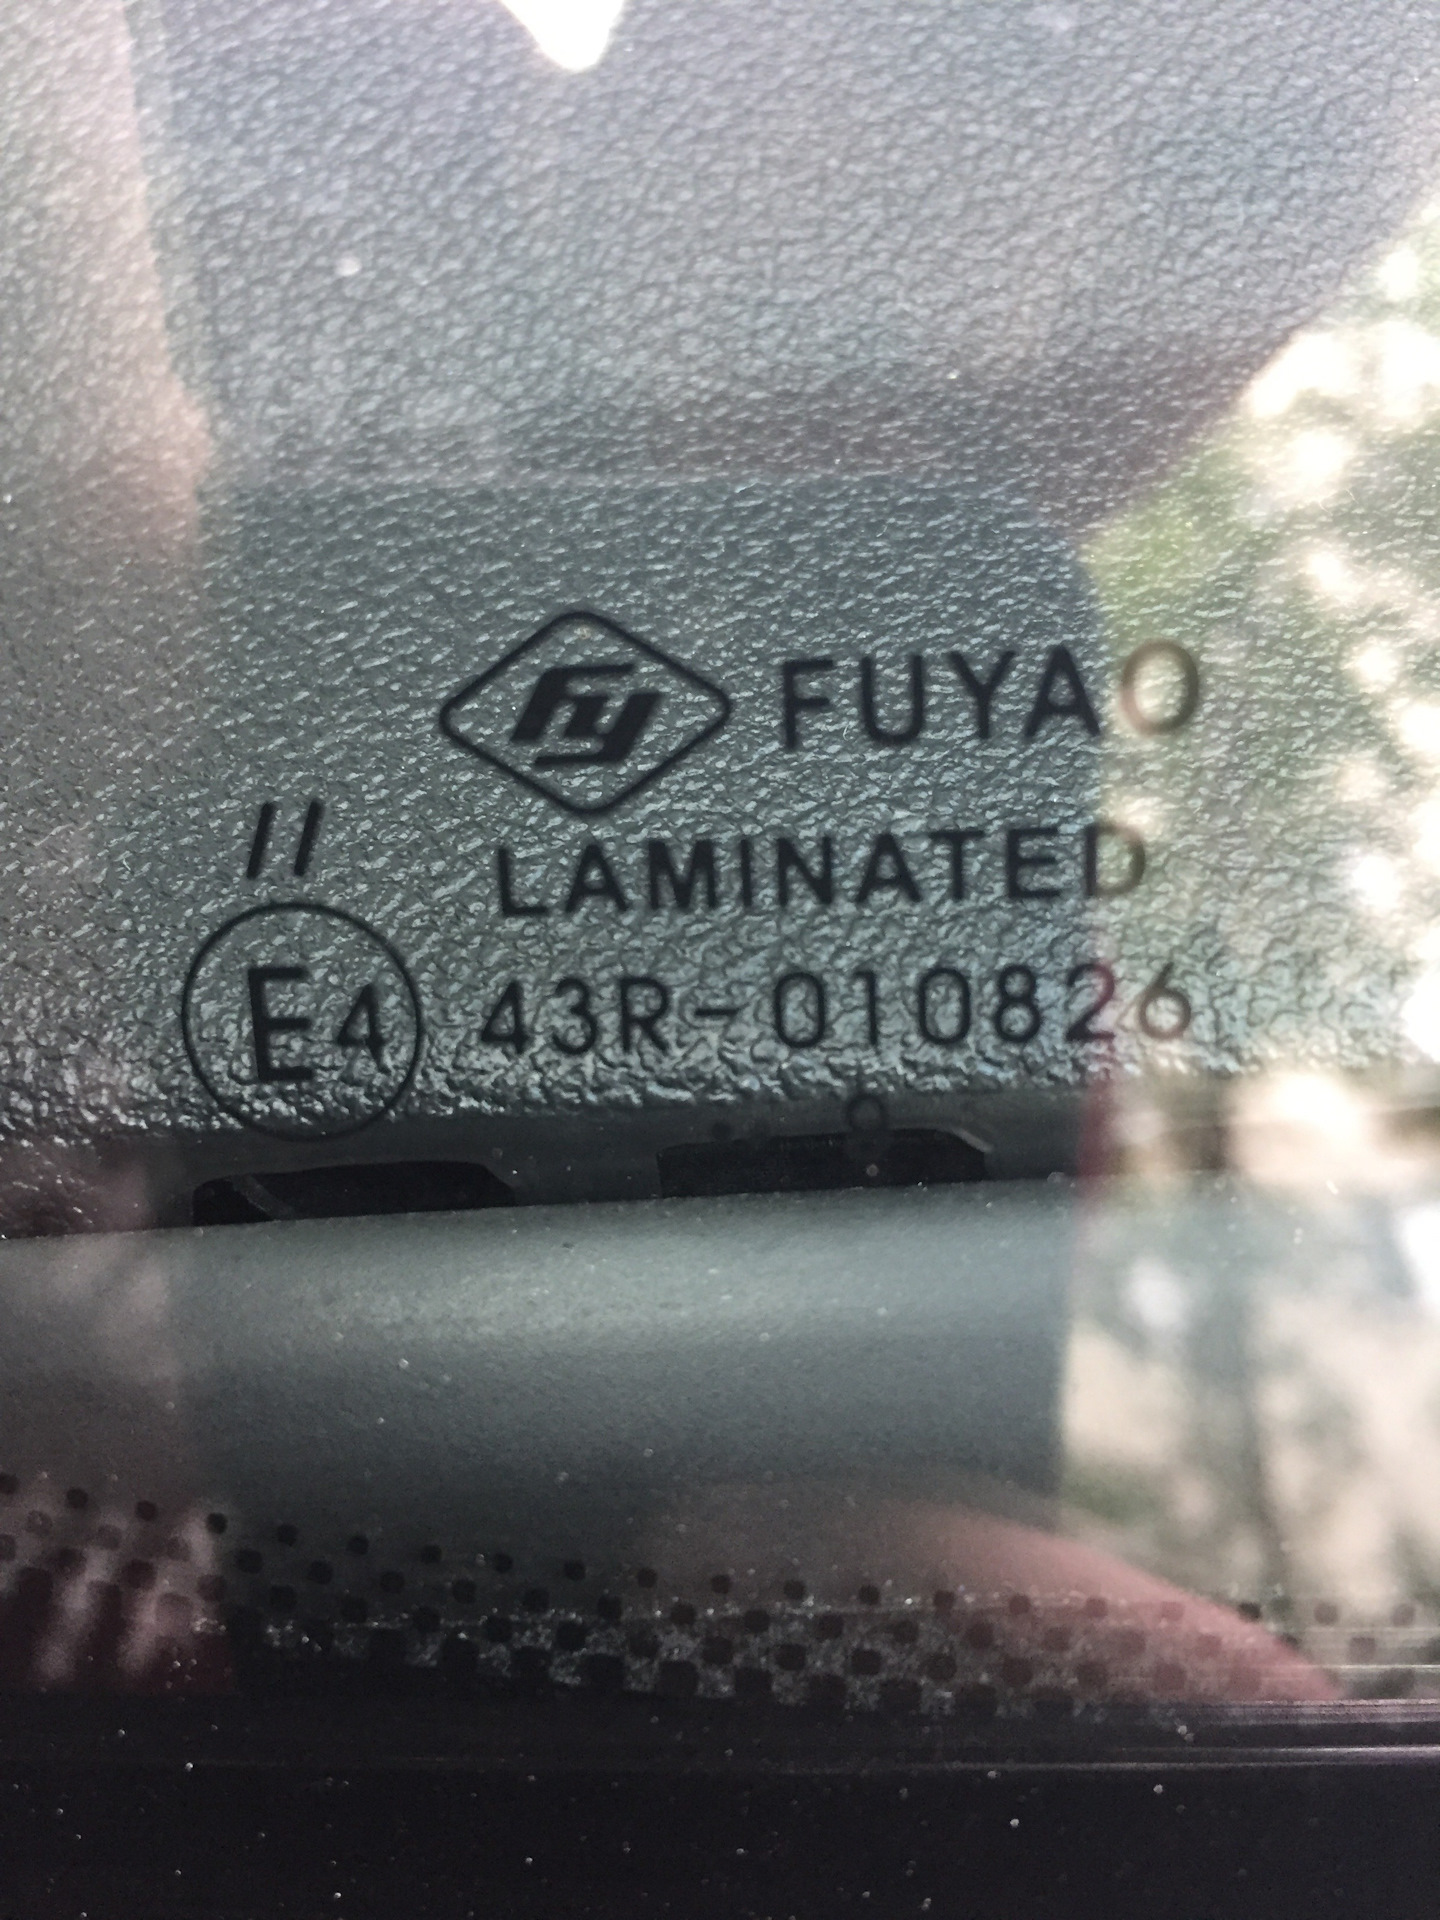 fy FUYAO
//
LAMINATED
E4 43R-010826